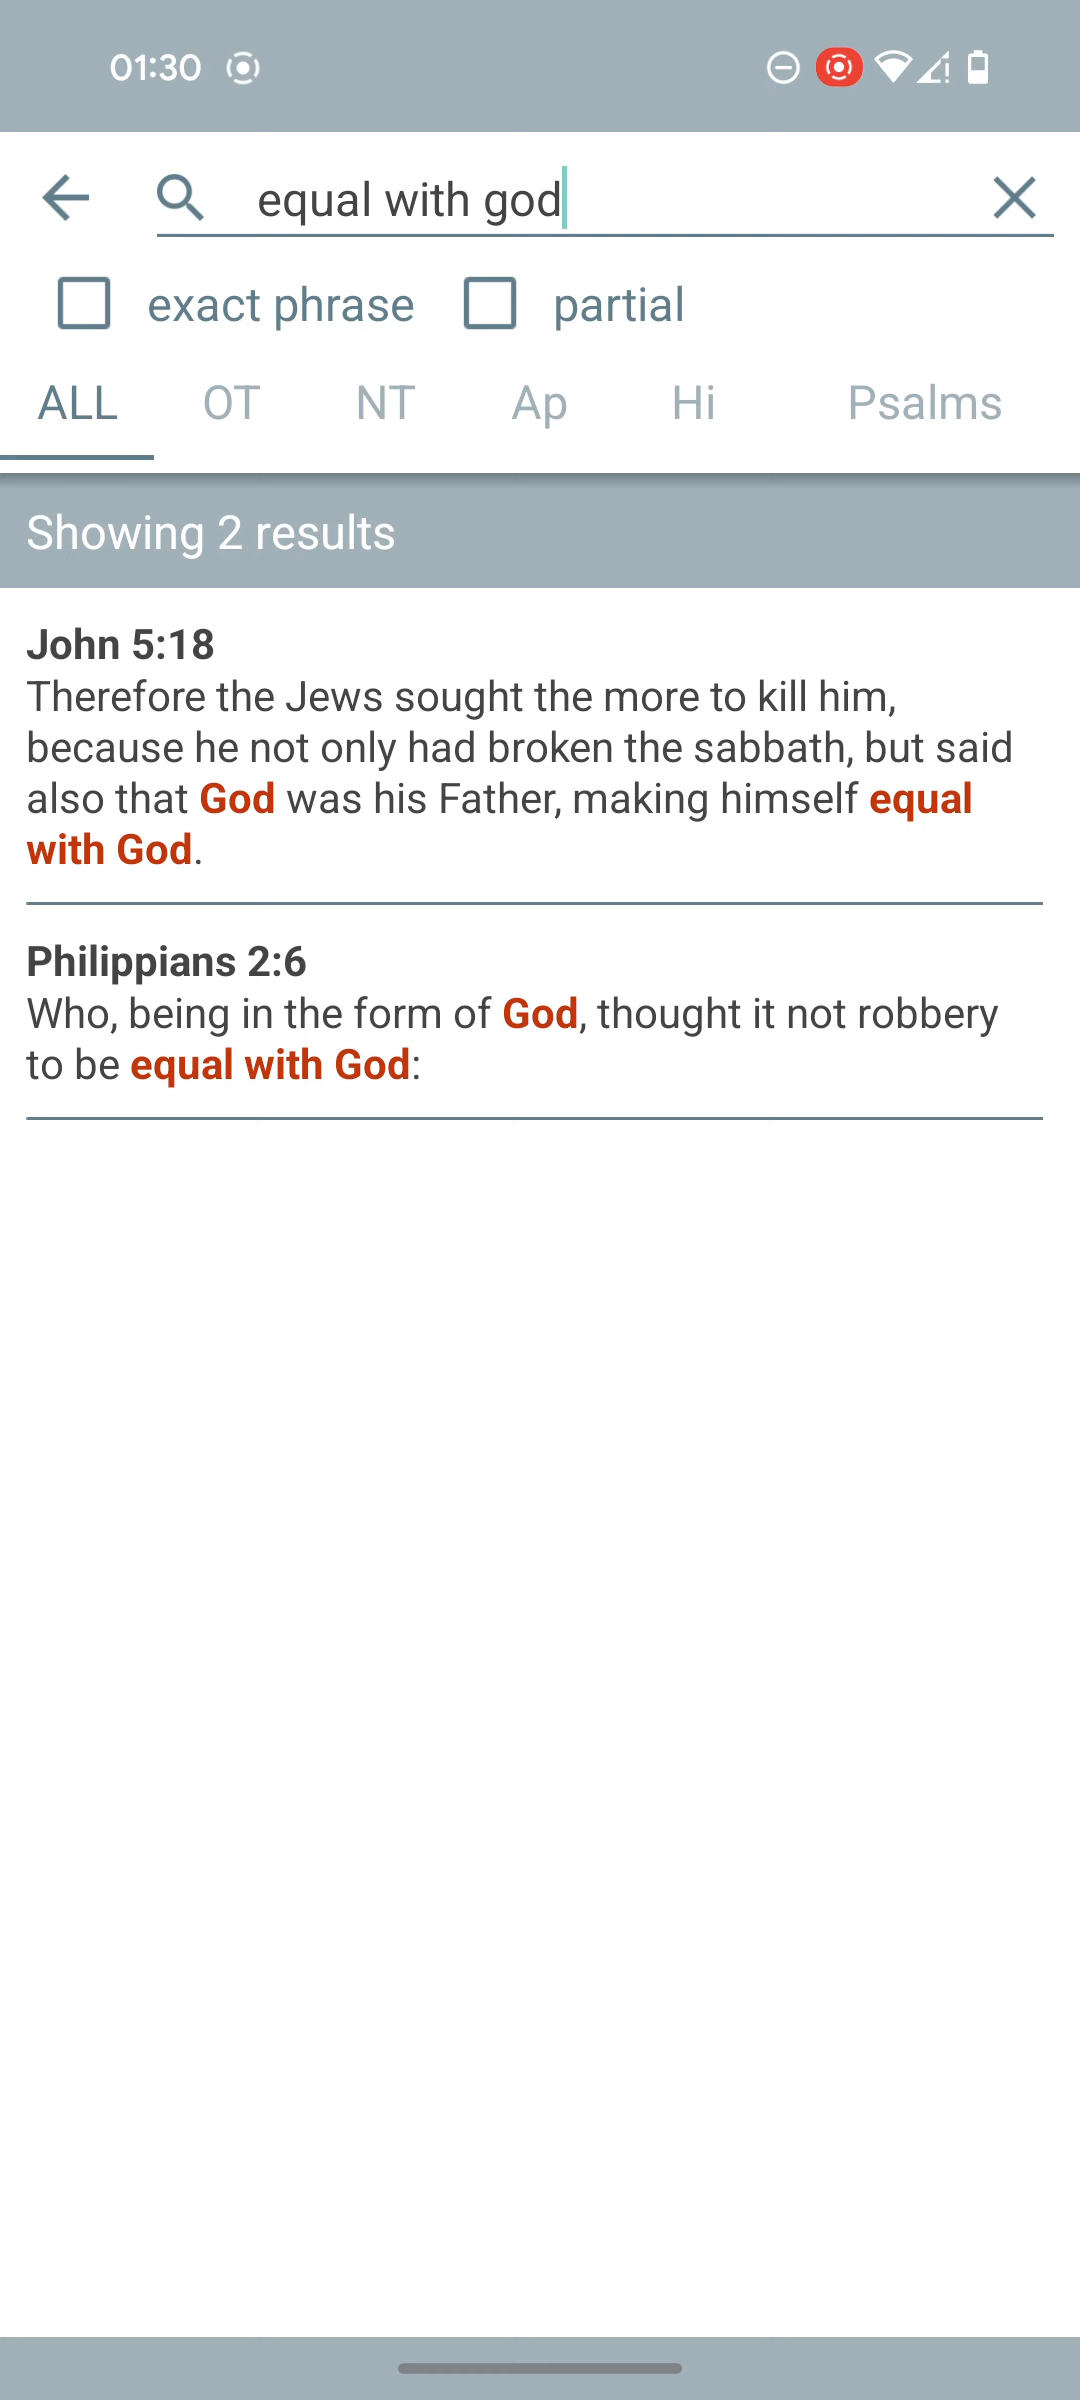 01:30
equal with god
exact phrase partial
ALL OT NT Ap Hi Psalms
Showing 2 results
John 5:18
Therefore the Jews sought the more to kill him,
because he not only had broken the sabbath, but said
also that God was his Father, making himself equal
with God.
Philippians 2:6
Who, being in the form of God, thought it not robbery
to be equal with God: